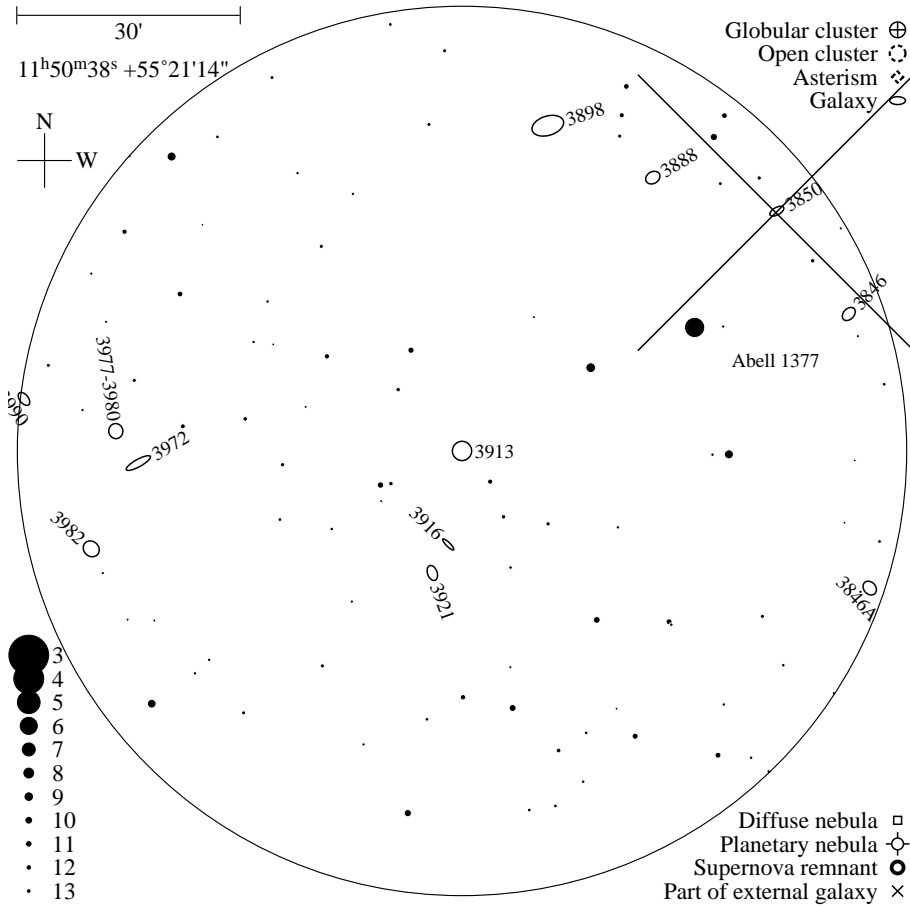 30'
11h50m38s +55°21'14"
N
W
Globular cluster
Open cluster
Asterism
Galaxy
3898
3888
3850
3846
Abell 1377
3977-3980
3990
3972
3913
3982
3916
3921
3846A
3
4
5
6
7
8
9
10
11
12
13
Diffuse nebula
Planetary nebula
Supernova remnant
Part of external galaxy